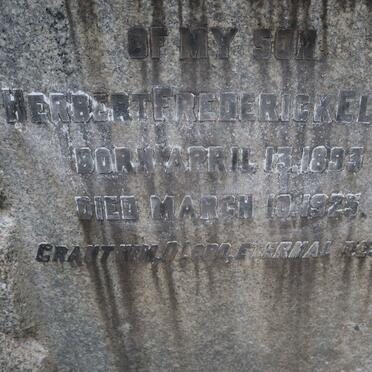 OF MY SON
HERBERT FREDERICK EL
BORN APRIL 13, 1893
DIED MARCH 10, 1925.
GRANT HIM, O LORD, ETERNAL